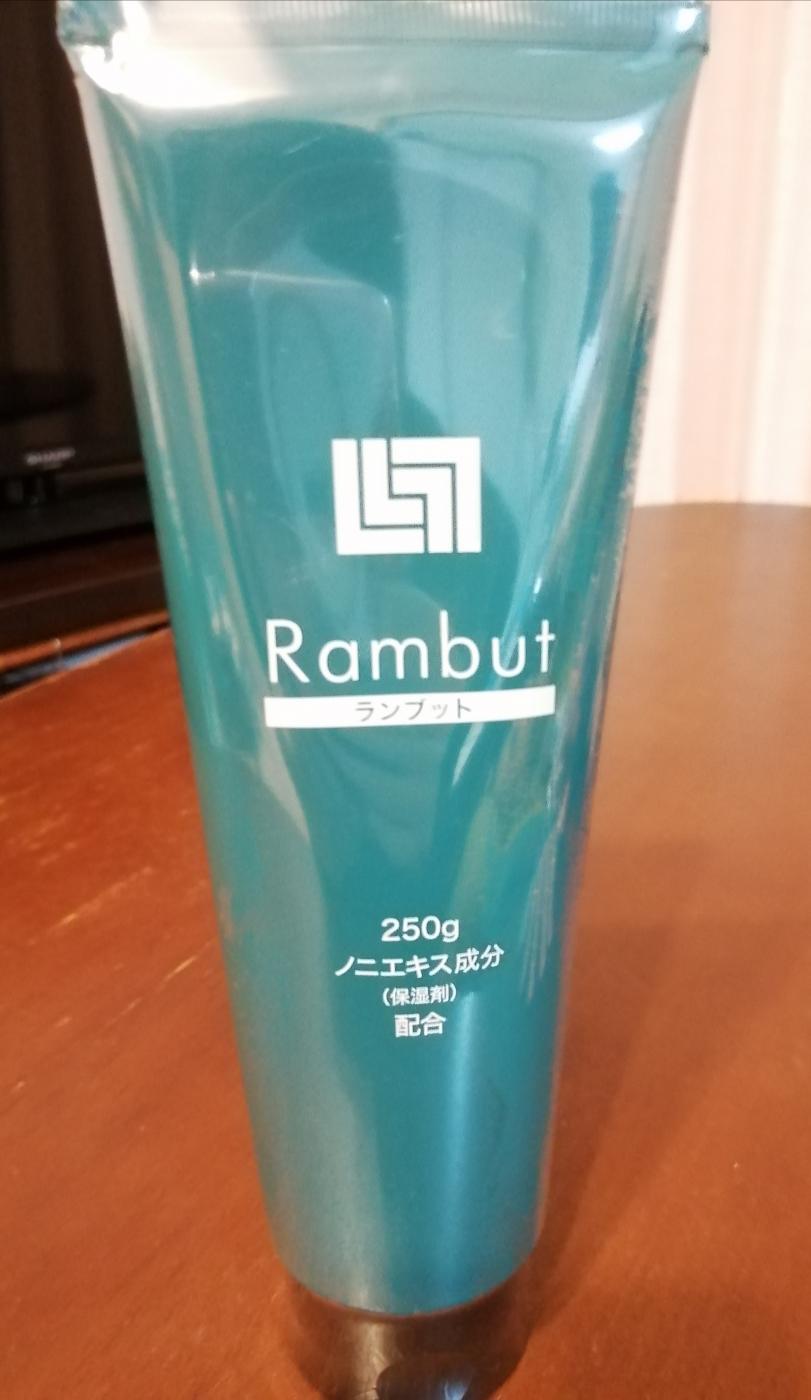 Rambut
ランブット
250g
ノニエキス成分
(保湿剤)
配合